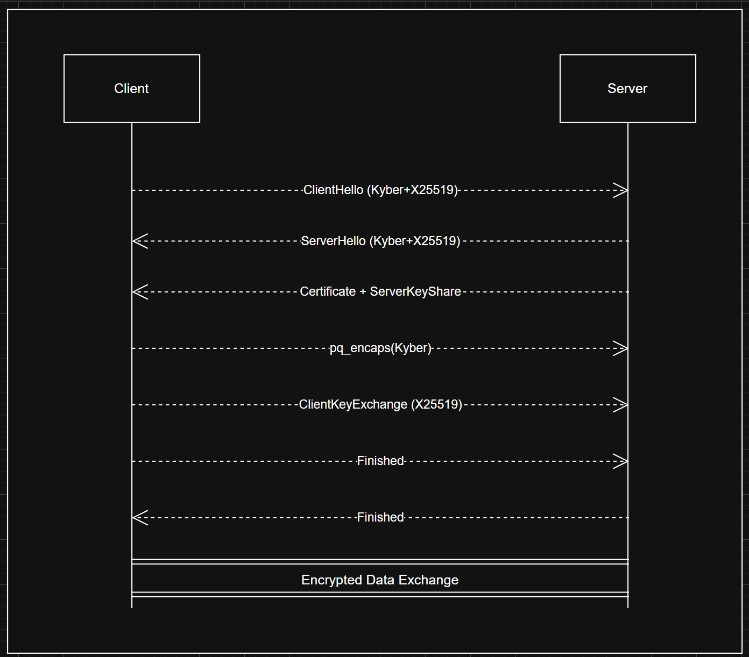 Client
Server
ClientHello (Kyber+X25519)
ServerHello (Kyber+X25519)
Certificate + ServerKeyShare
pq_encaps(Kyber)
ClientKeyExchange (X25519)
Finished
Finished
Encrypted Data Exchange